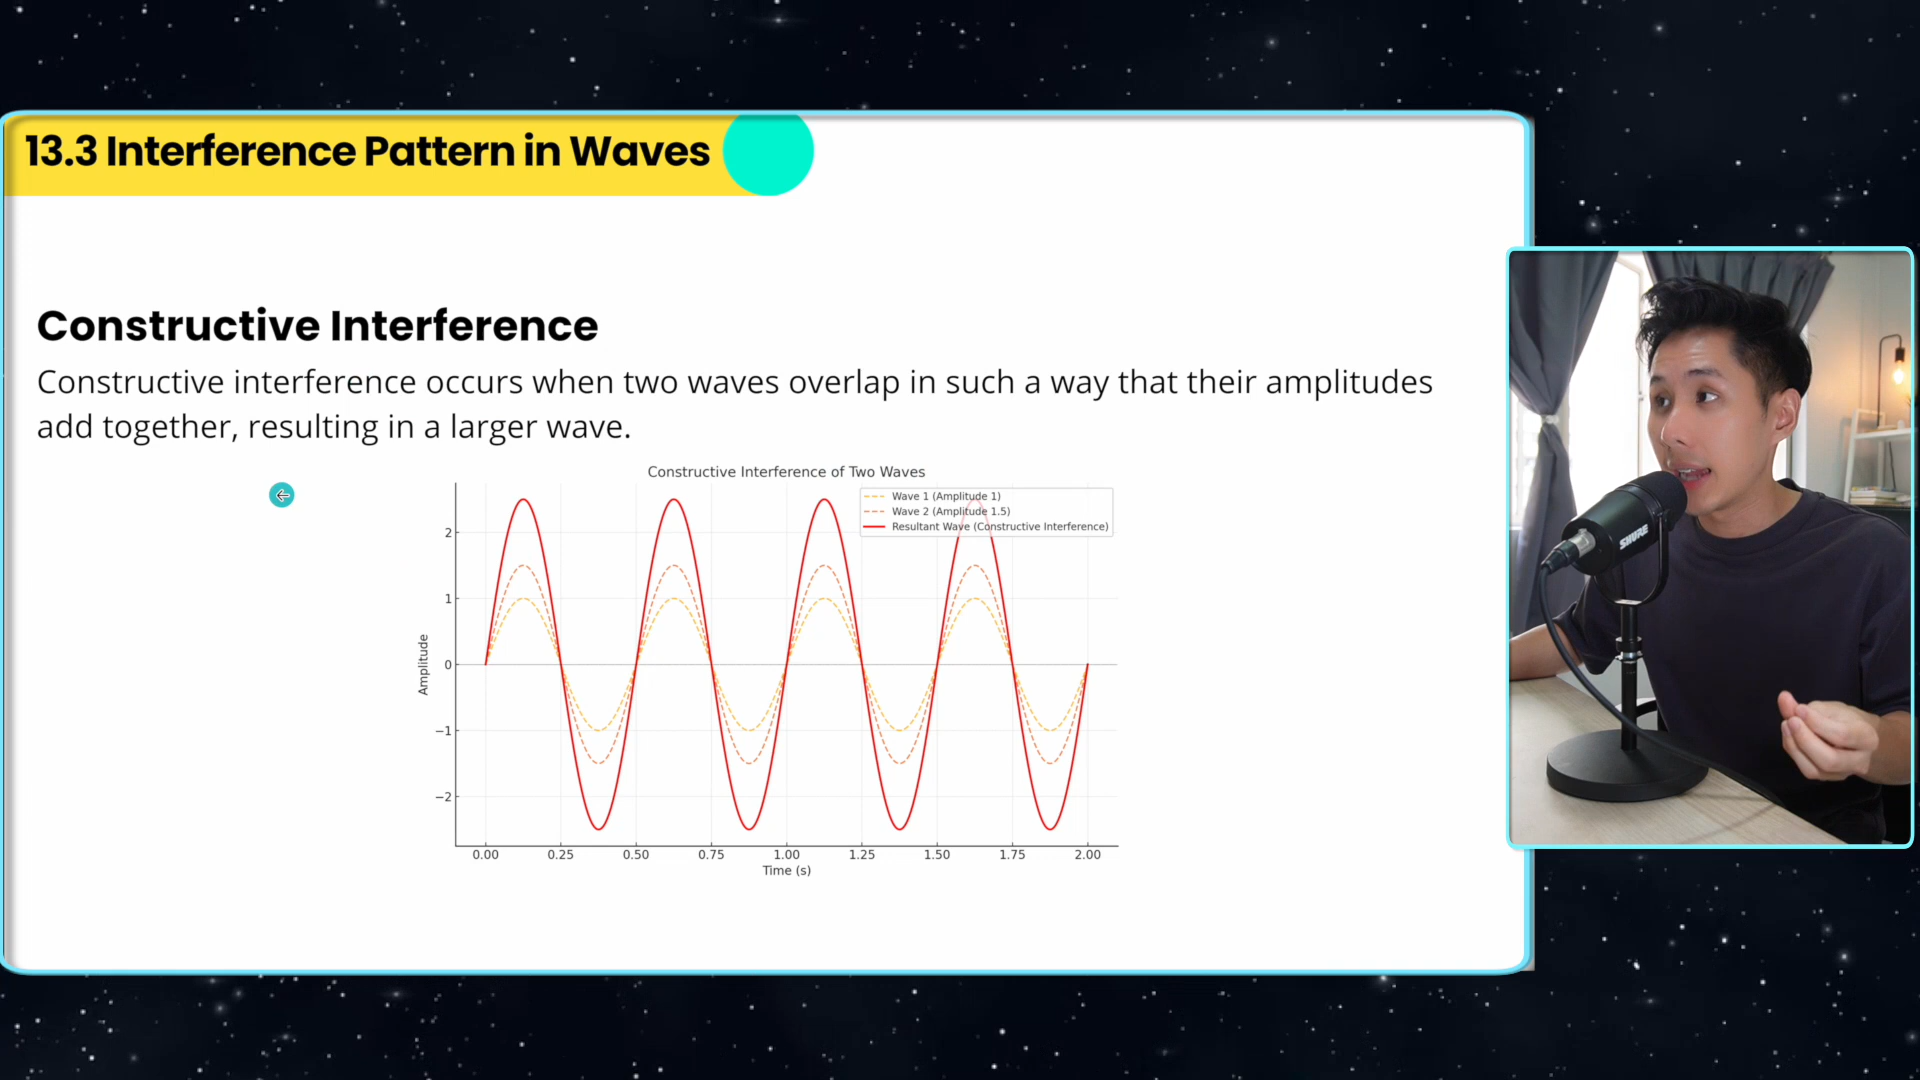 13.3 Interference Pattern in Waves
Constructive Interference
Constructive interference occurs when two waves overlap in such a way that their amplitudes
add together, resulting in a larger wave.
Constructive Interference of Two Waves
Wave 1 (Amplitude 1)
Wave 2 (Amplitude 1.5)
Resultant Wave (Constructive Interference)
2
1
0
−1
−2
Amplitude
0.00 0.25 0.50 0.75 1.00 1.25 1.50 1.75 2.00
Time (s)
SHURE